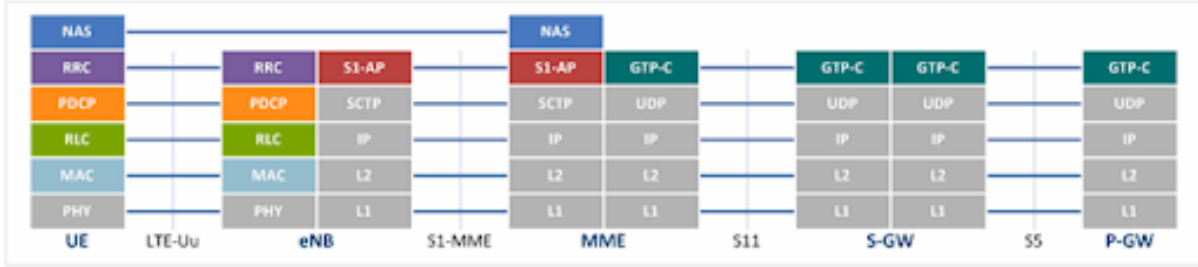 NAS NAS
RRC RRC S1-AP S1-AP GTP-C GTP-C GTP-C GTP-C
PDCP PDCP SCTP SCTP UDP UDP UDP UDP
RLC RLC IP IP IP IP IP IP
MAC MAC L2 L2 L2 L2 L2 L2
PHY PHY L1 L1 L1 L1 L1 L1
UE LTE-Uu eNB S1-MME MME S11 S-GW S5 P-GW